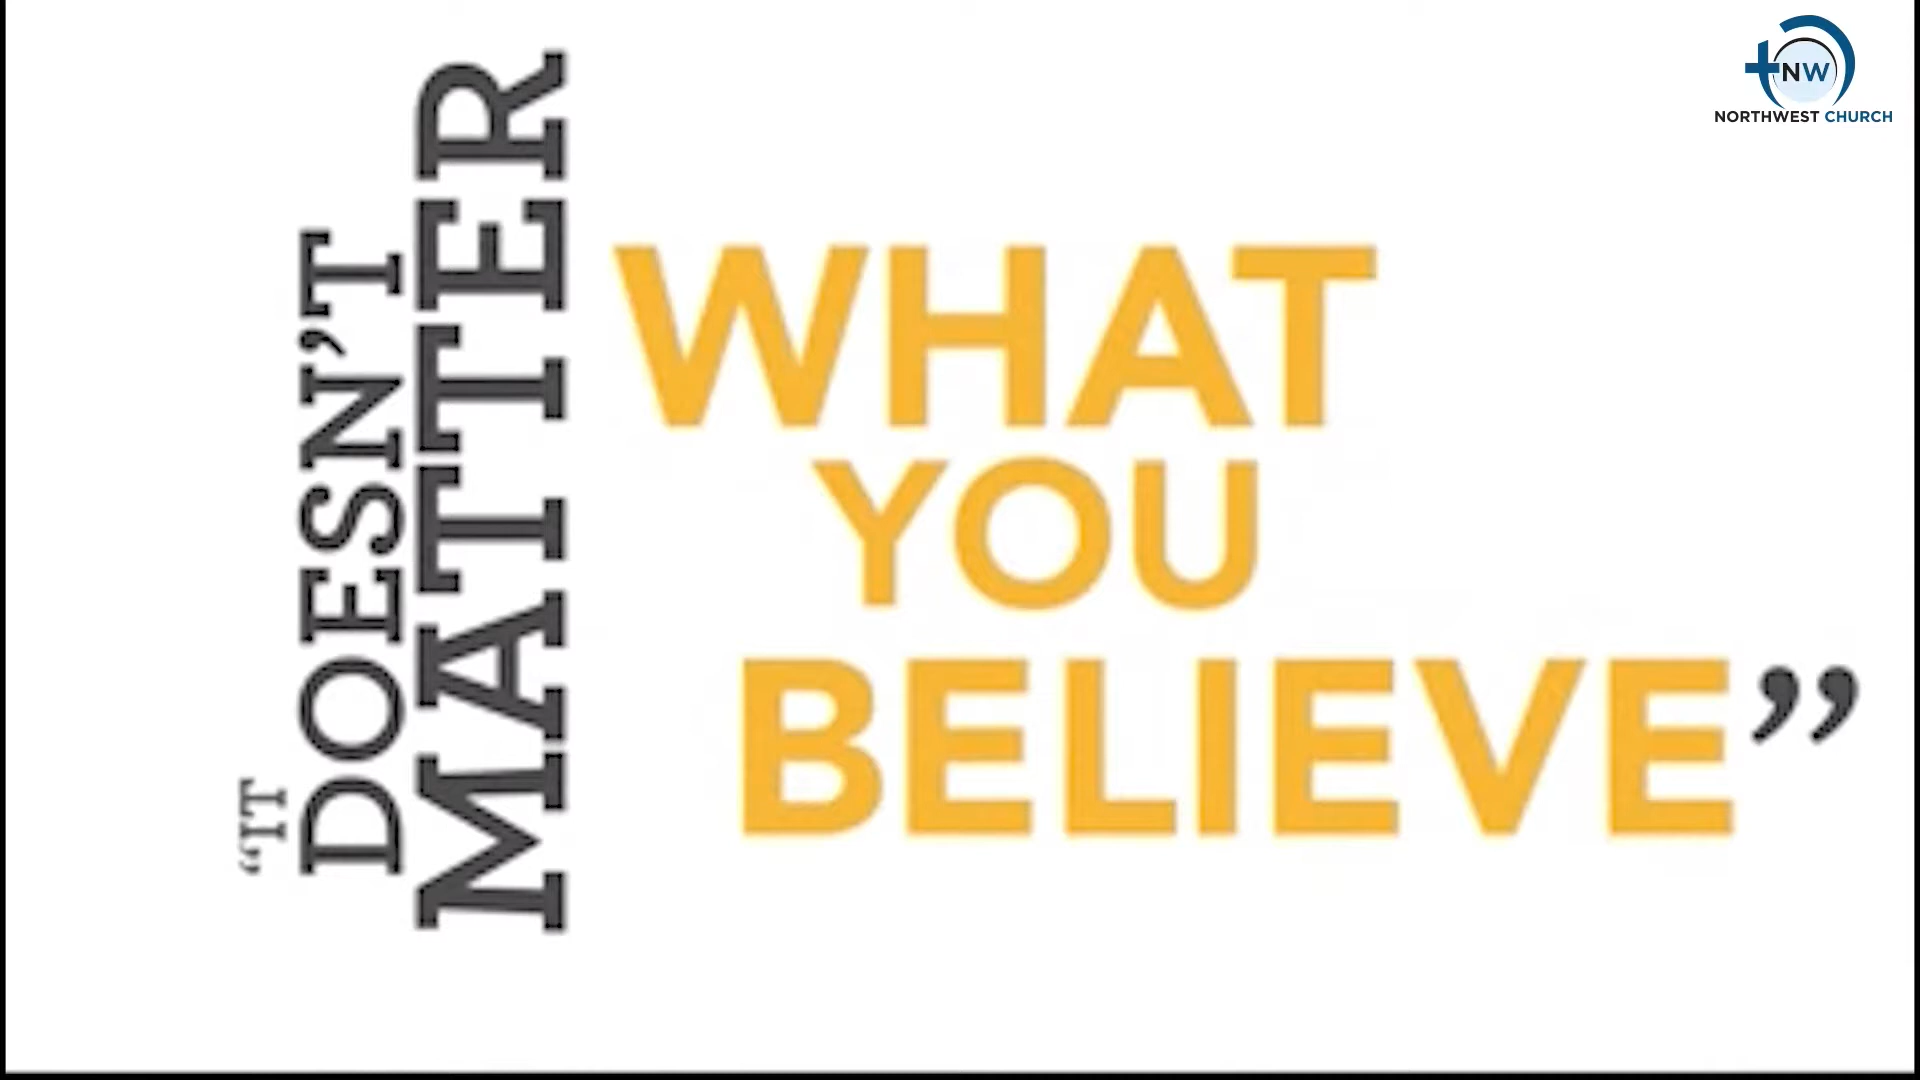 “IT
DOESN’T
MATTER
WHAT
YOU
BELIEVE”
NW
NORTHWEST CHURCH